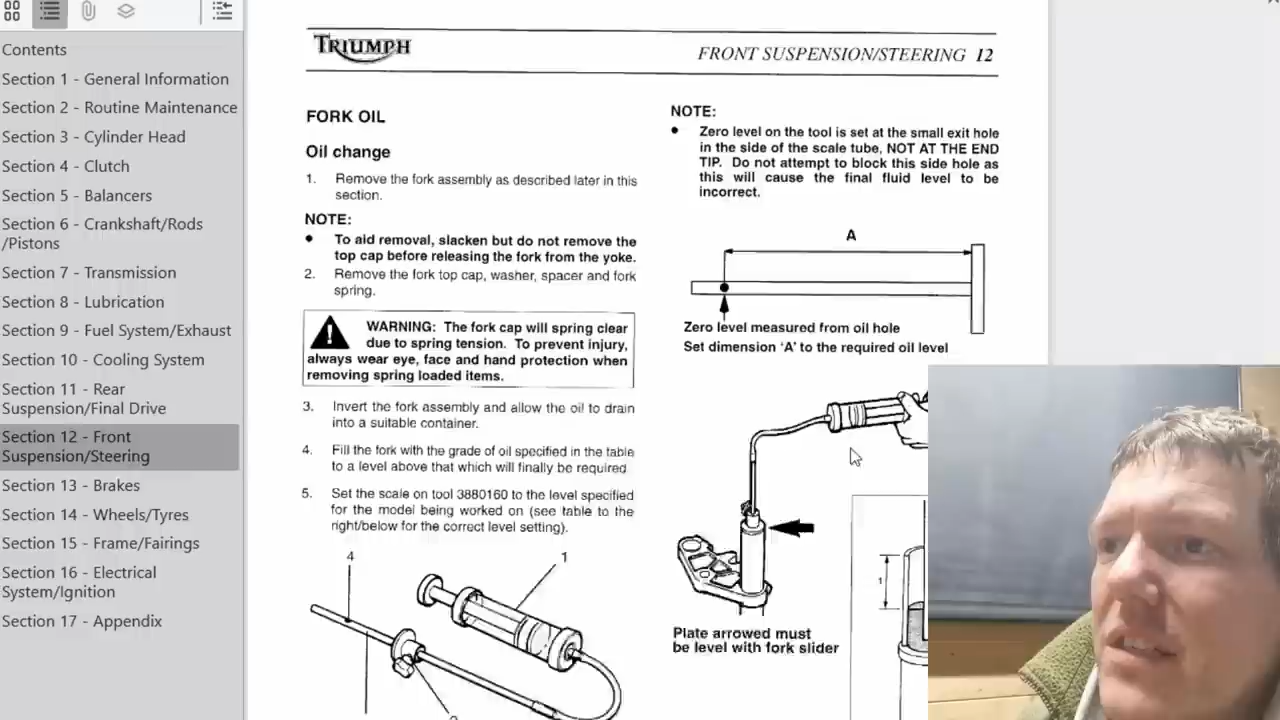 Contents
Section 1 - General Information
Section 2 - Routine Maintenance
Section 3 - Cylinder Head
Section 4 - Clutch
Section 5 - Balancers
Section 6 - Crankshaft/Rods
/Pistons
Section 7 - Transmission
Section 8 - Lubrication
Section 9 - Fuel System/Exhaust
Section 10 - Cooling System
Section 11 - Rear
Suspension/Final Drive
Section 12 - Front
Suspension/Steering
Section 13 - Brakes
Section 14 - Wheels/Tyres
Section 15 - Frame/Fairings
Section 16 - Electrical
System/Ignition
Section 17 - Appendix
TRIUMPH
FRONT SUSPENSION/STEERING 12
FORK OIL
Oil change
1. Remove the fork assembly as described later in this
section.
NOTE:
• To aid removal, slacken but do not remove the
top cap before releasing the fork from the yoke.
2. Remove the fork top cap, washer, spacer and fork
spring.
WARNING: The fork cap will spring clear
due to spring tension. To prevent injury,
always wear eye, face and hand protection when
removing spring loaded items.
3. Invert the fork assembly and allow the oil to drain
into a suitable container.
4. Fill the fork with the grade of oil specified in the table
to a level above that which will finally be required
5. Set the scale on tool 3880160 to the level specified
for the model being worked on (see table to the
right/below for the correct level setting).
4
1
NOTE:
• Zero level on the tool is set at the small exit hole
in the side of the scale tube, NOT AT THE END
TIP. Do not attempt to block this side hole as
this will cause the final fluid level to be
incorrect.
A
Zero level measured from oil hole
Set dimension 'A' to the required oil level
1
Plate arrowed must
be level with fork slider